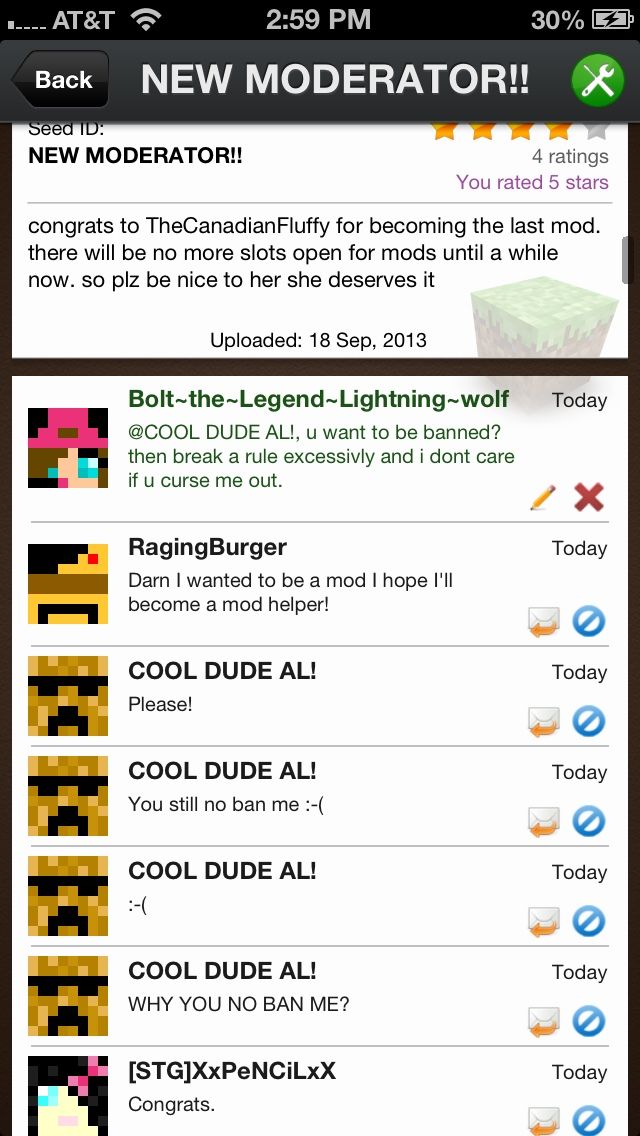 AT&T 2:59 PM 30%
Back NEW MODERATOR!!
Seed ID:
NEW MODERATOR!! 4 ratings
You rated 5 stars
congrats to TheCanadianFluffy for becoming the last mod.
there will be no more slots open for mods until a while
now. so plz be nice to her she deserves it
Uploaded: 18 Sep, 2013
Bolt~the~Legend~Lightning~wolf Today
@COOL DUDE AL!, u want to be banned?
then break a rule excessivly and i dont care
if u curse me out.
RagingBurger Today
Darn I wanted to be a mod I hope I'll
become a mod helper!
COOL DUDE AL! Today
Please!
COOL DUDE AL! Today
You still no ban me :-(
COOL DUDE AL! Today
:-(
COOL DUDE AL! Today
WHY YOU NO BAN ME?
[STG]XxPeNCiLxX Today
Congrats.